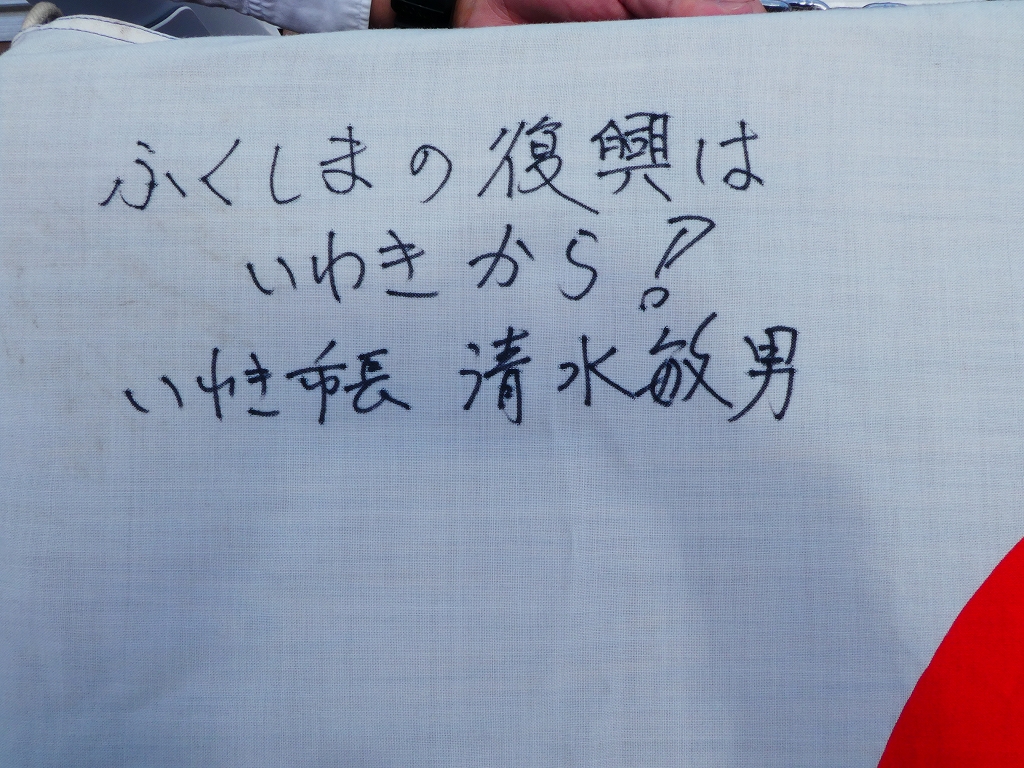 ふくしまの復興は
いわきから?
いわき市長 清水敏男